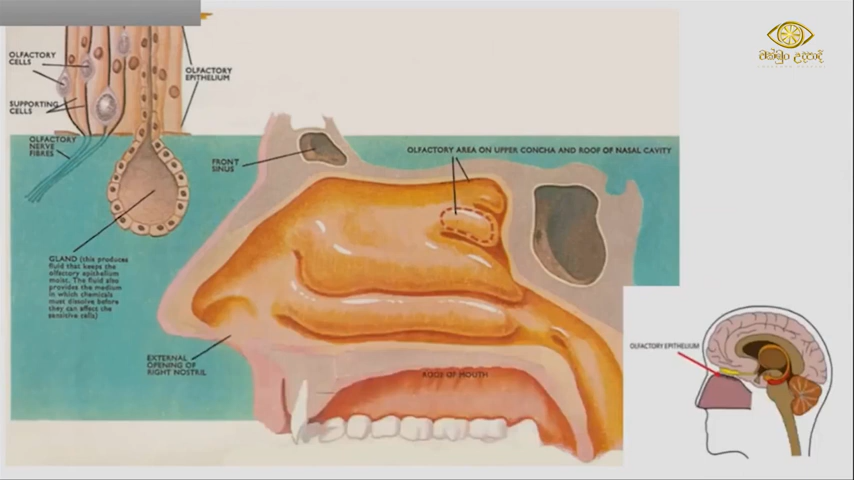 OLFACTORY
CELLS
SUPPORTING
CELLS
OLFACTORY
NERVE
FIBRES
OLFACTORY
EPITHELIUM
GLAND (this produces
fluid that keeps the
olfactory epithelium
moist. The fluid also
provides the medium
in which chemicals
must dissolve before
they can affect the
sensitive cells)
FRONT
SINUS
OLFACTORY AREA ON UPPER CONCHA AND ROOF OF NASAL CAVITY
EXTERNAL
OPENING OF
RIGHT NOSTRIL
ROOF OF MOUTH
OLFACTORY EPITHELIUM